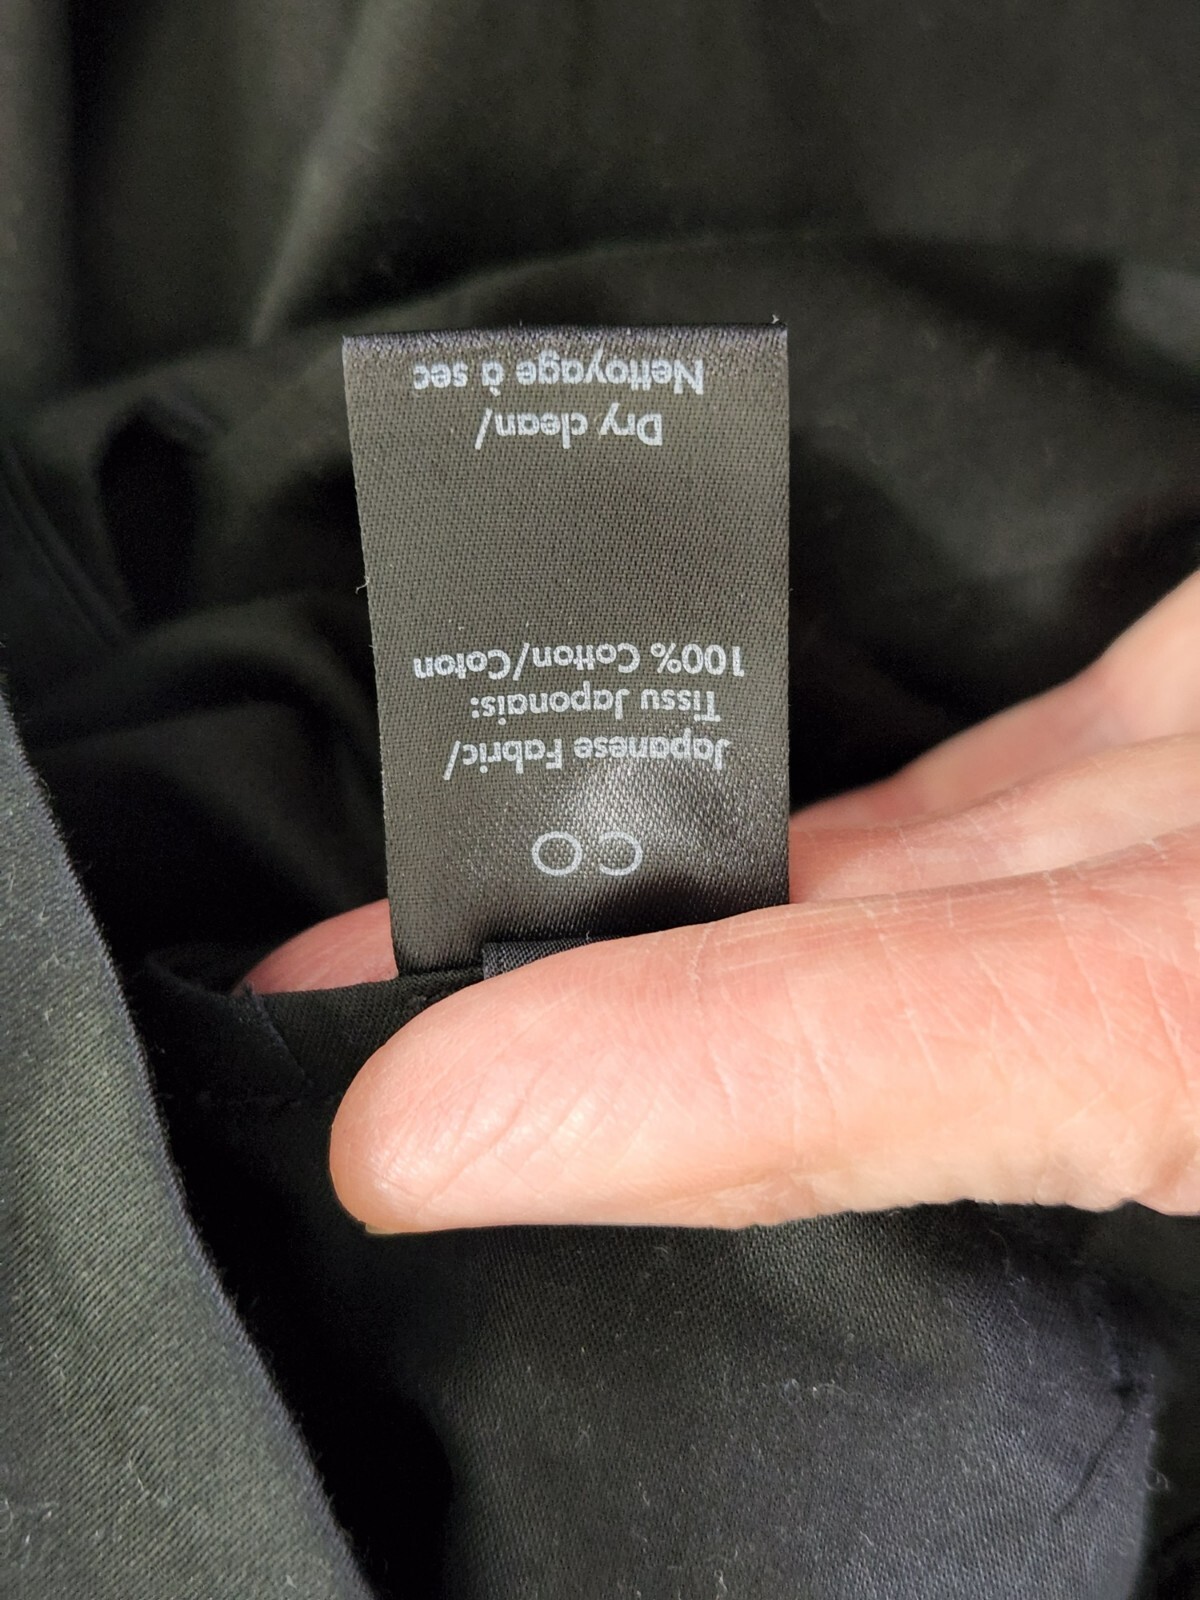 CO
Japanese Fabric/
Tissu Japonais:
100% Cotton/Coton
Dry clean/
Nettoyage à sec